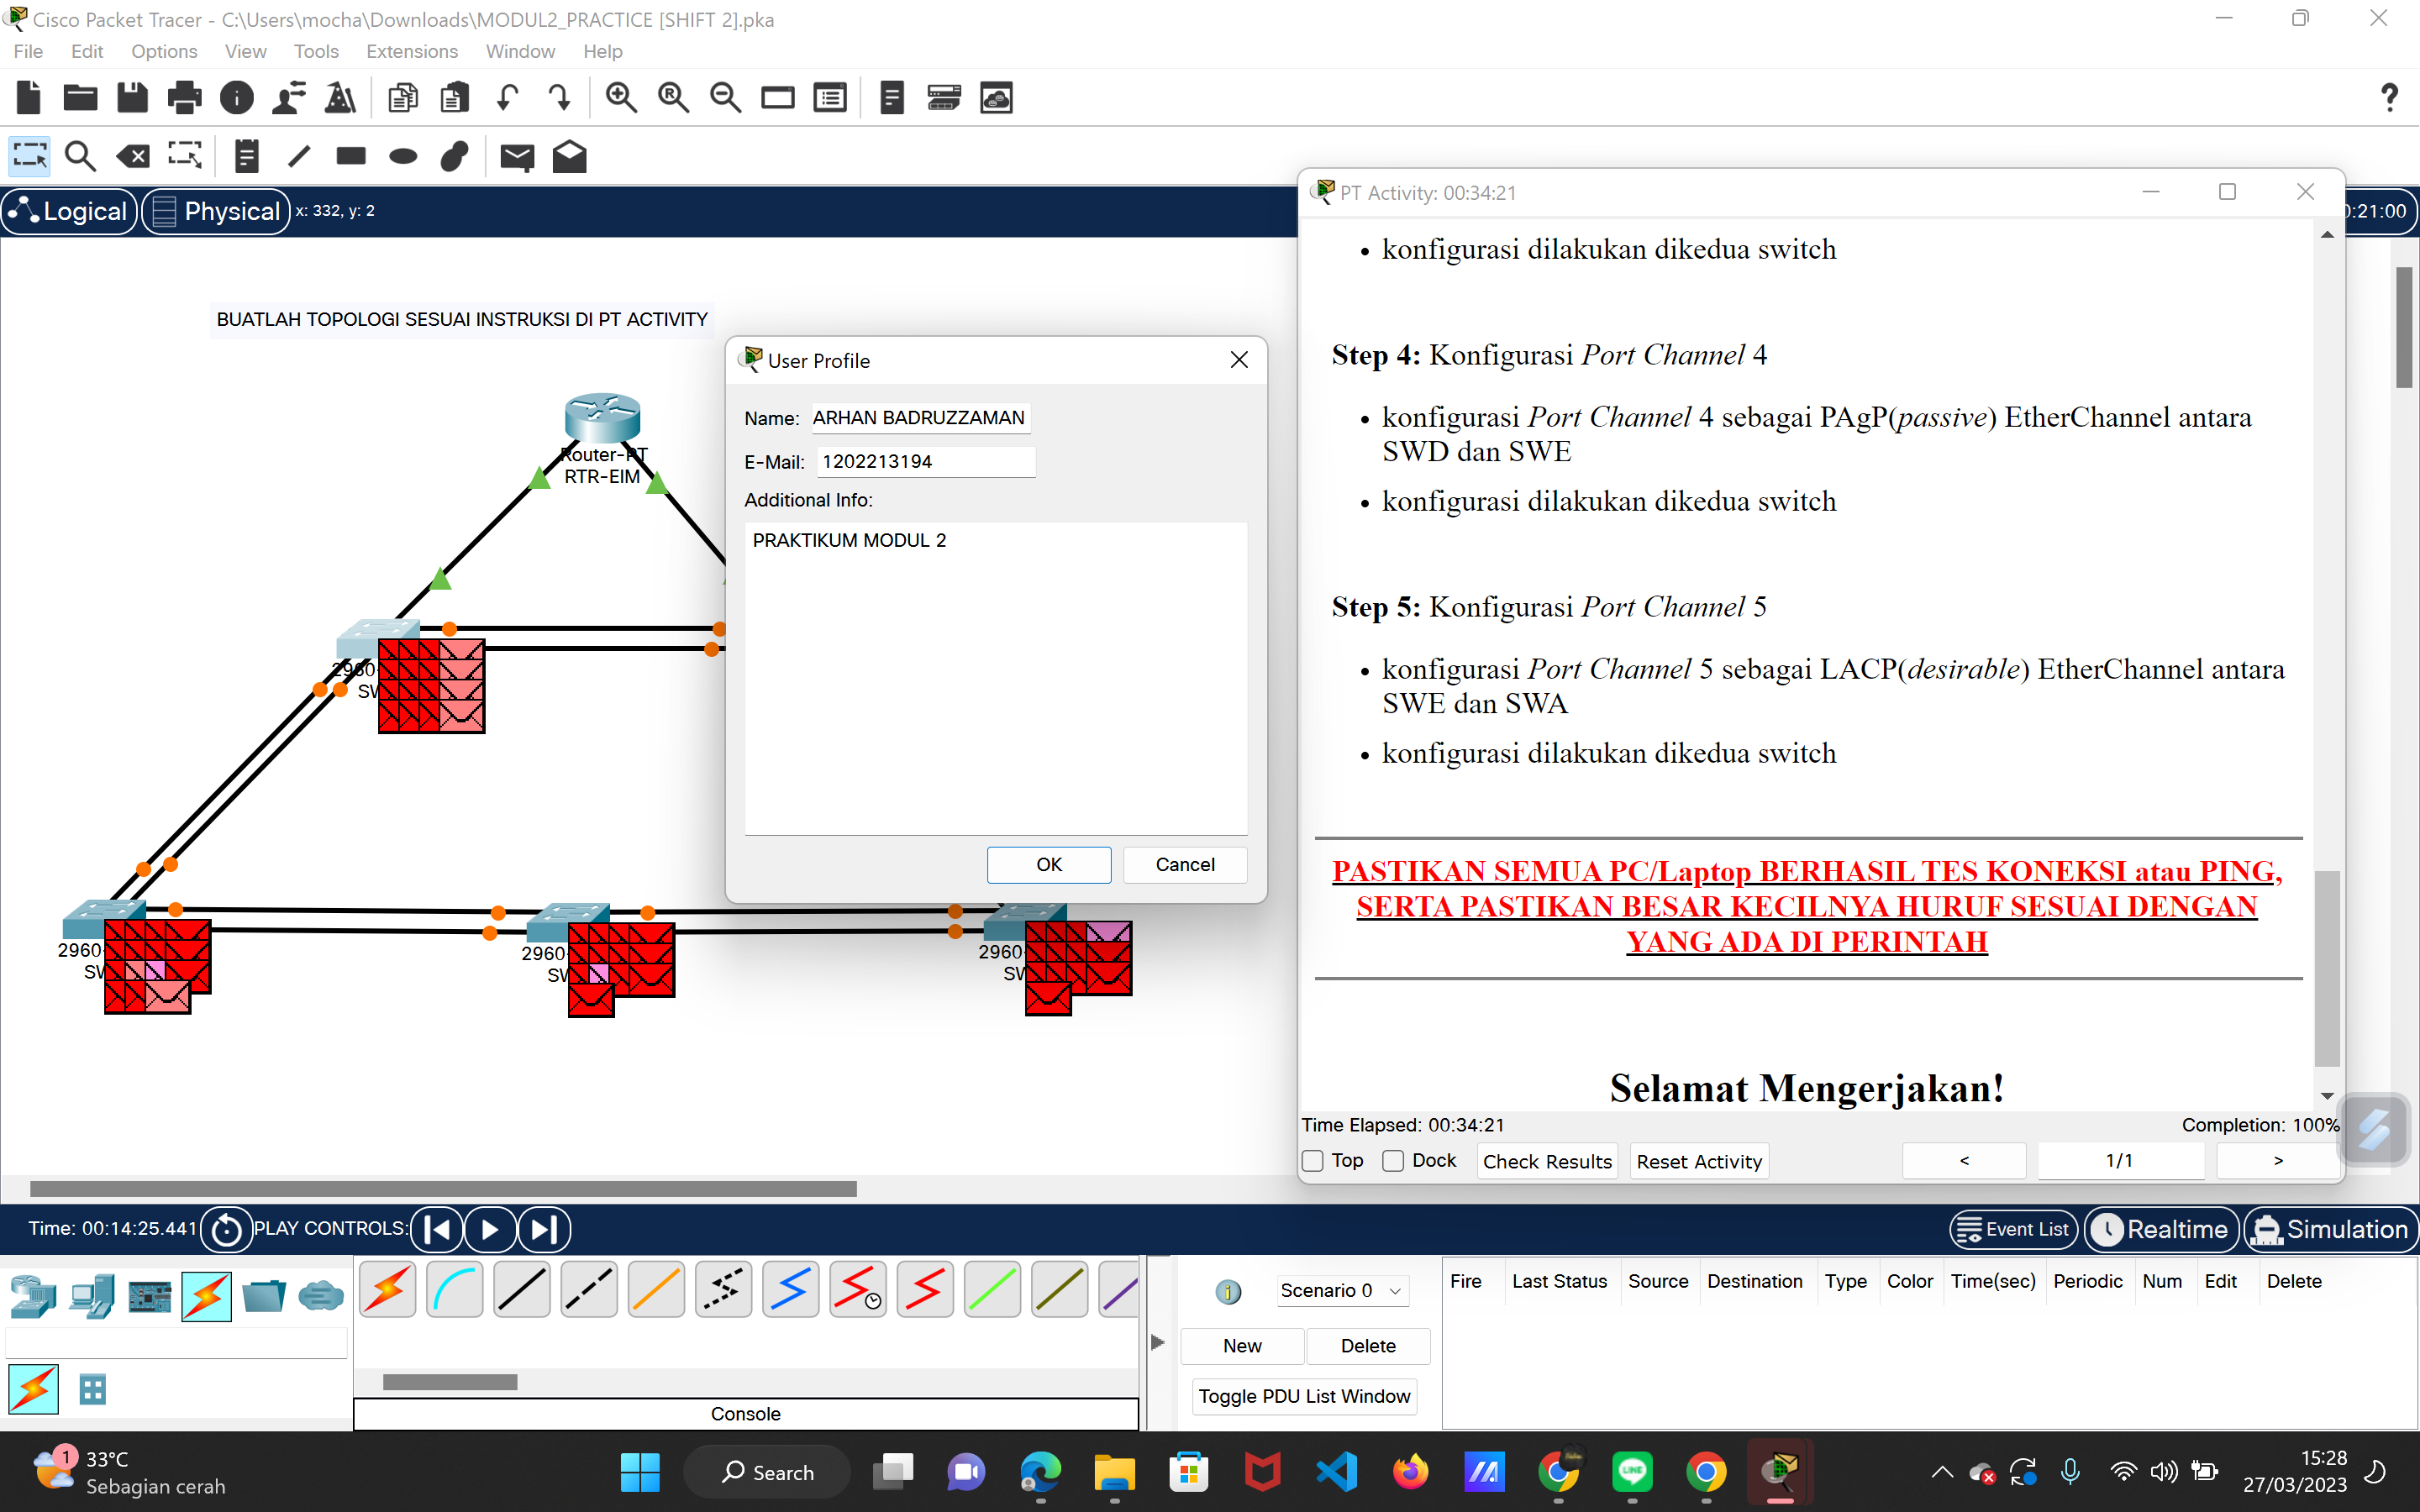 Cisco Packet Tracer - C:\Users\mocha\Downloads\MODUL2_PRACTICE [SHIFT 2].pka
File Edit Options View Tools Extensions Window Help
Logical Physical x: 332, y: 2
:21:00
BUATLAH TOPOLOGI SESUAI INSTRUKSI DI PT ACTIVITY
Router-PT
RTR-EIM
2960-
SW
2960-
SW
2960-
SW
2960-
SW
User Profile
Name: ARHAN BADRUZZAMAN
E-Mail: 1202213194
Additional Info:
PRAKTIKUM MODUL 2
OK Cancel
PT Activity: 00:34:21
• konfigurasi dilakukan dikedua switch
Step 4: Konfigurasi Port Channel 4
• konfigurasi Port Channel 4 sebagai PAgP(passive) EtherChannel antara
SWD dan SWE
• konfigurasi dilakukan dikedua switch
Step 5: Konfigurasi Port Channel 5
• konfigurasi Port Channel 5 sebagai LACP(desirable) EtherChannel antara
SWE dan SWA
• konfigurasi dilakukan dikedua switch
PASTIKAN SEMUA PC/Laptop BERHASIL TES KONEKSI atau PING,
SERTA PASTIKAN BESAR KECILNYA HURUF SESUAI DENGAN
YANG ADA DI PERINTAH
Selamat Mengerjakan!
Time Elapsed: 00:34:21 Completion: 100%
Top Dock Check Results Reset Activity < 1/1 >
Time: 00:14:25.441 PLAY CONTROLS: Event List Realtime Simulation
Scenario 0
New Delete
Toggle PDU List Window
Fire Last Status Source Destination Type Color Time(sec) Periodic Num Edit Delete
Console
1
33°C
Sebagian cerah
Search
15:28
27/03/2023